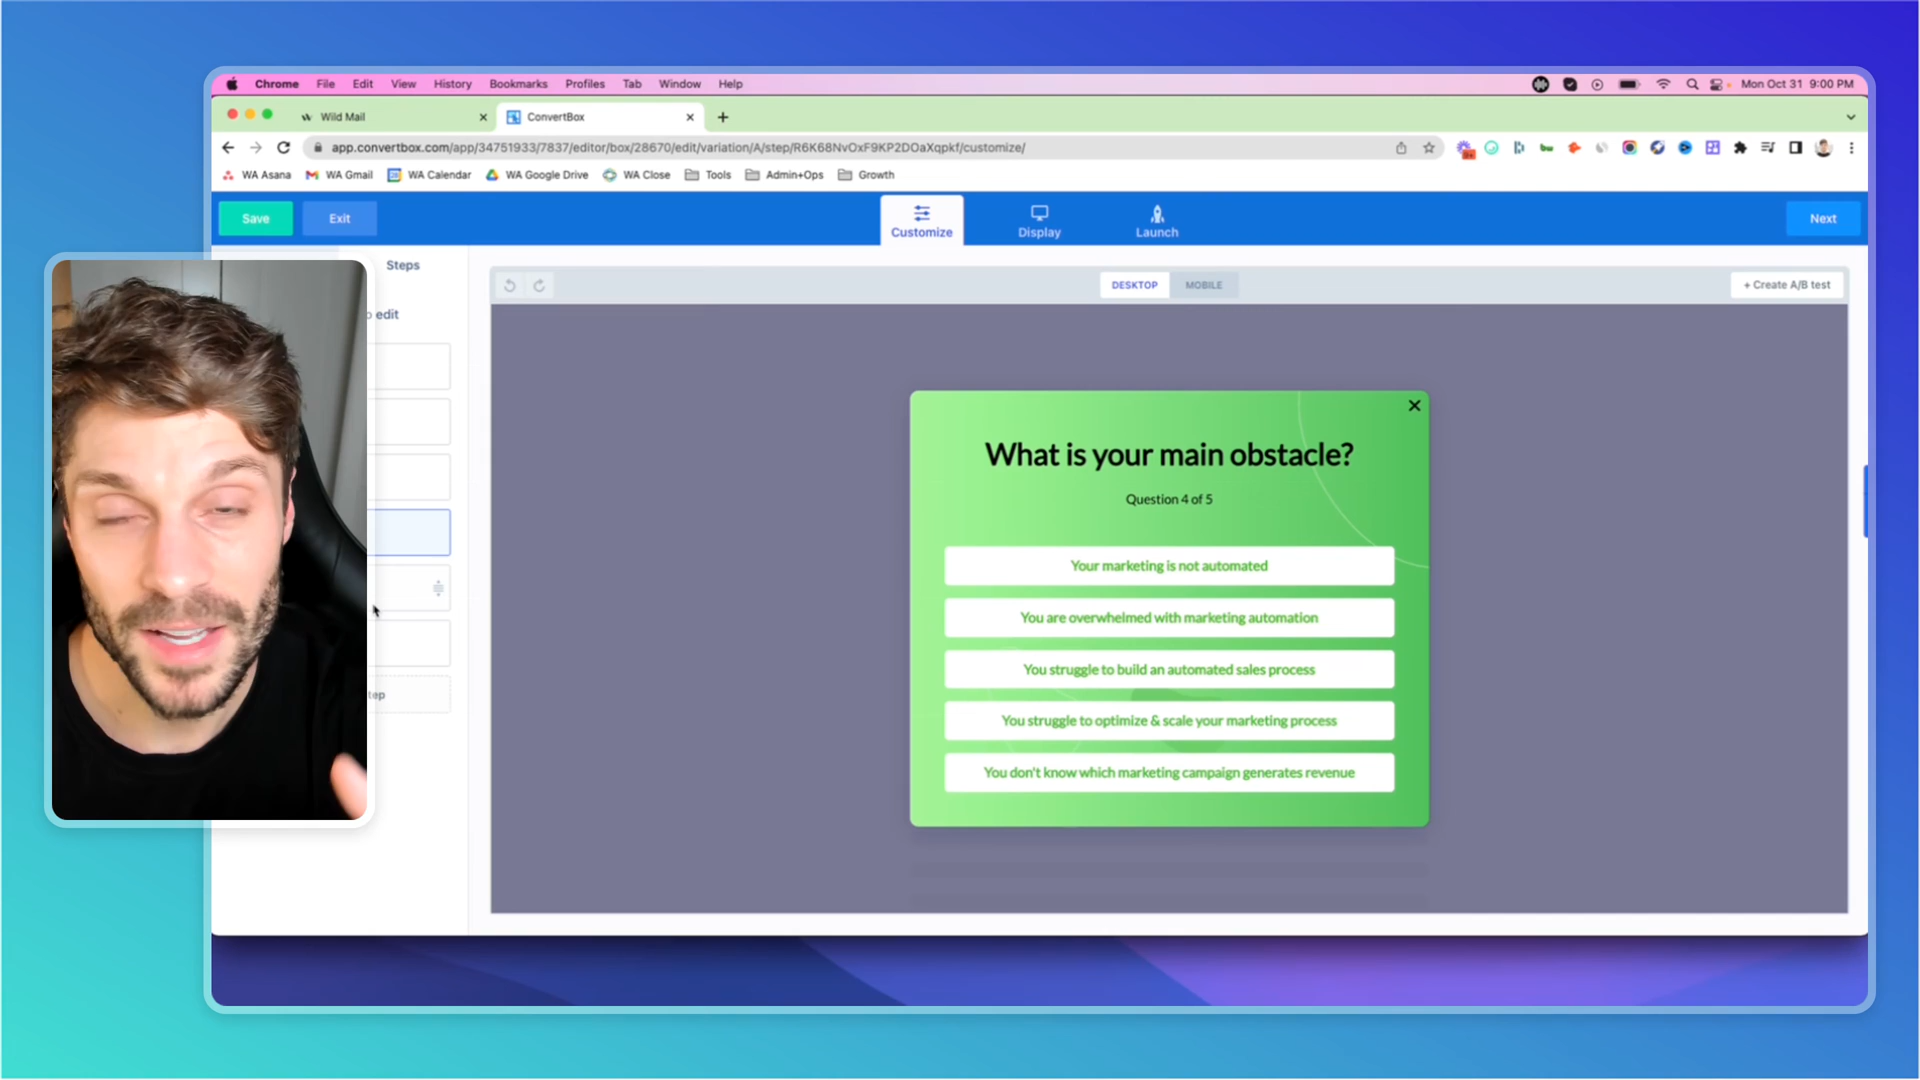 Chrome File Edit View History Bookmarks Profiles Tab Window Help Mon Oct 31 9:00 PM
Wild Mail ConvertBox
app.convertbox.com/app/34751933/7837/editor/box/28670/edit/variation/A/step/R6K68NvOxF9KP2DOaXqpkf/customize/
WA Asana WA Gmail WA Calendar WA Google Drive WA Close Tools Admin+Ops Growth
Save Exit Customize Display Launch Next
Steps
DESKTOP MOBILE + Create A/B test
edit
What is your main obstacle?
Question 4 of 5
Your marketing is not automated
You are overwhelmed with marketing automation
You struggle to build an automated sales process
You struggle to optimize & scale your marketing process
You don't know which marketing campaign generates revenue